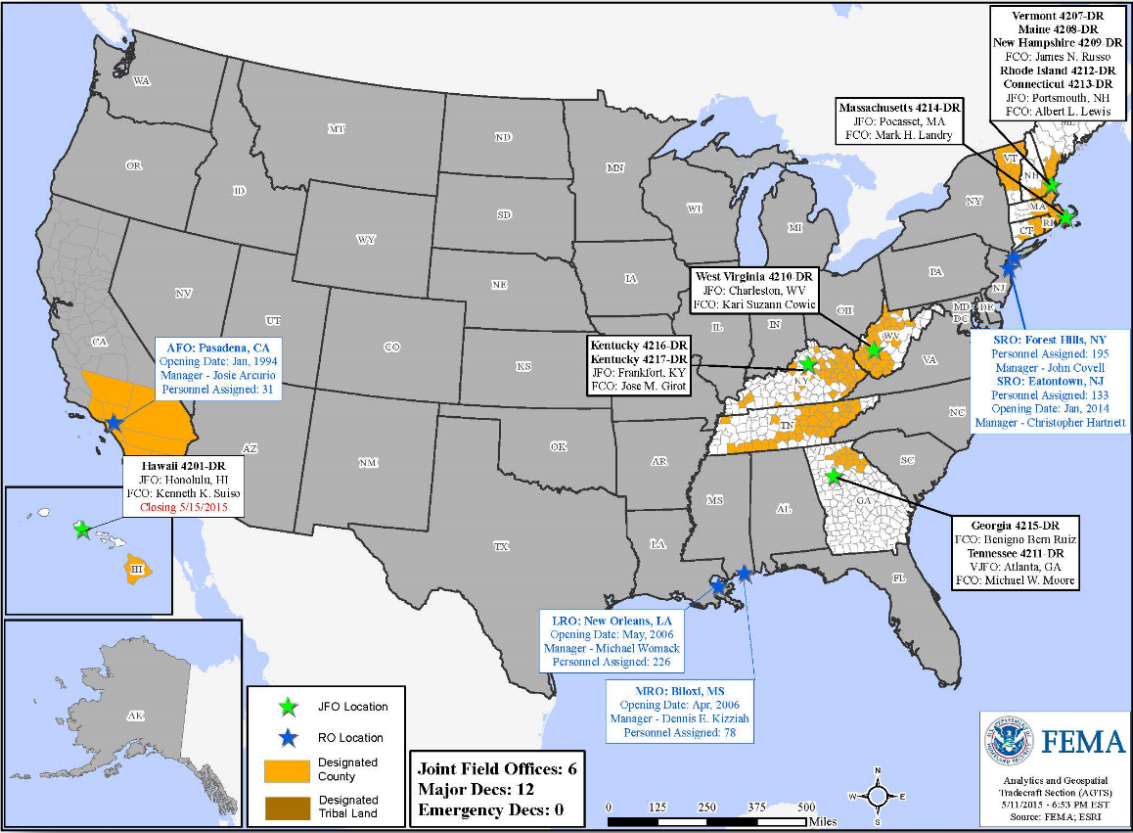 Vermont 4207-DR
Maine 4208-DR
New Hampshire 4209-DR
FCO: James N. Russo
Rhode Island 4212-DR
Connecticut 4213-DR
JFO: Portsmouth, NH
FCO: Albert L. Lewis
Massachusetts 4214-DR
JFO: Pocasset, MA
FCO: Mark H. Landry
West Virginia 4210-DR
JFO: Charleston, WV
FCO: Kari Suzann Cowie
Kentucky 4216-DR
Kentucky 4217-DR
JFO: Frankfort, KY
FCO: Jose M. Girot
AFO: Pasadena, CA
Opening Date: Jan, 1994
Manager - Josie Arcurio
Personnel Assigned: 31
SRO: Forest Hills, NY
Personnel Assigned: 195
Manager - John Covell
SRO: Eatontown, NJ
Personnel Assigned: 133
Opening Date: Jan, 2014
Manager - Christopher Hartnett
Hawaii 4201-DR
JFO: Honolulu, HI
FCO: Kenneth K. Suiso
Closing 5/15/2015
Georgia 4215-DR
FCO: Benigno Bern Ruiz
Tennessee 4211-DR
VJFO: Atlanta, GA
FCO: Michael W. Moore
LRO: New Orleans, LA
Opening Date: May, 2006
Manager - Michael Womack
Personnel Assigned: 226
MRO: Biloxi, MS
Opening Date: Apr, 2006
Manager - Dennis E. Kizziah
Personnel Assigned: 78
WA
MT
ND
MN
ME
VT
NH
OR
ID
SD
WI
MI
NY
MA
RI
CT
WY
IA
PA
NJ
NV
NE
OH
MD
DE
DC
UT
IL
IN
WV
CA
CO
KS
KY
VA
AZ
NM
OK
AR
TN
NC
SC
MS
AL
GA
TX
LA
FL
HI
AK
JFO Location
RO Location
Designated
County
Designated
Tribal Land
Joint Field Offices: 6
Major Decs: 12
Emergency Decs: 0
0 125 250 500
Miles
N
W E
S
FEMA
Analytics and Geospatial
Tradecraft Section (AGTS)
5/11/2015 - 6:53 PM EST
Source: FEMA; ESRI